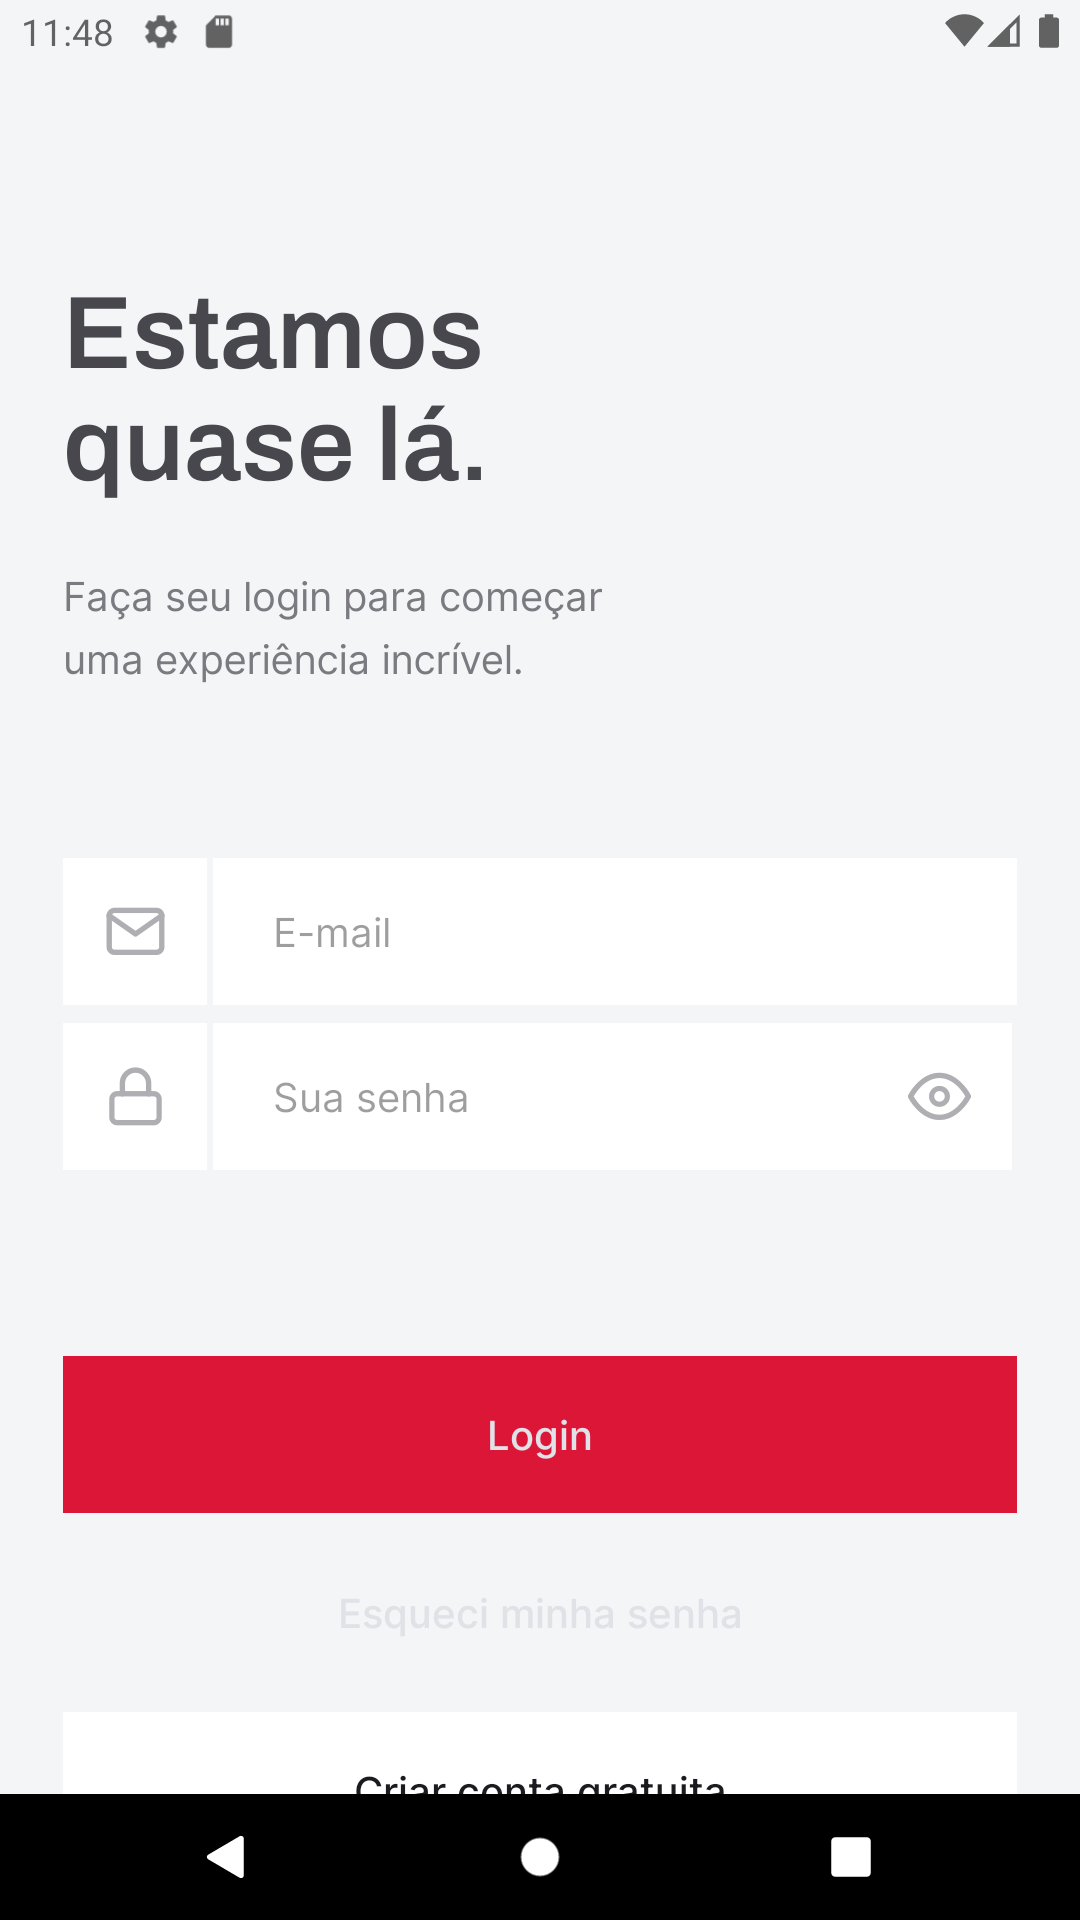 11:48
Estamos
quase lá.
Faça seu login para começar
uma experiência incrível.
E-mail
Sua senha
Login
Esqueci minha senha
Criar conta gratuita